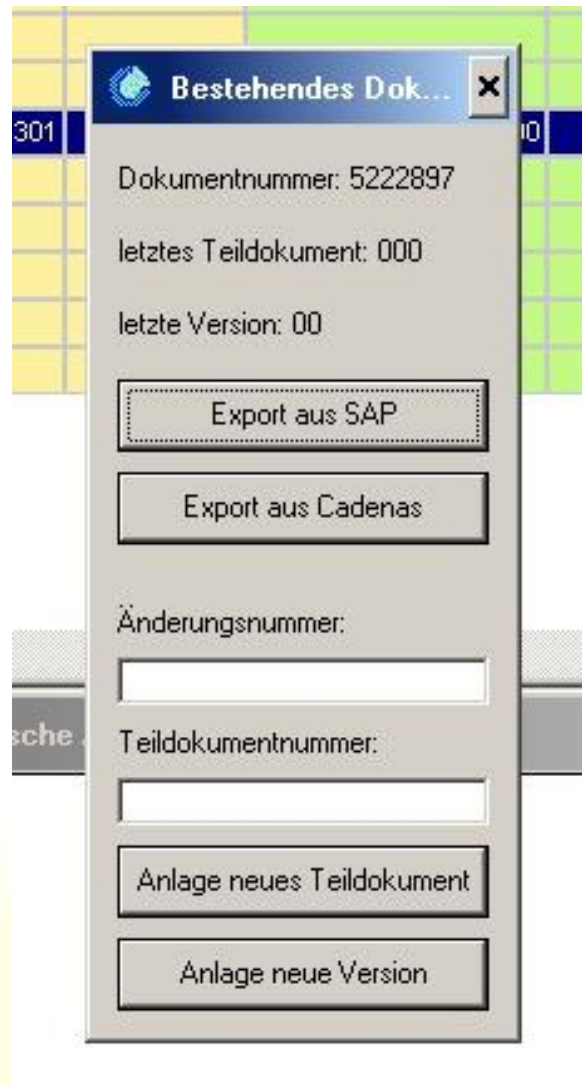 Bestehendes Dok...
301
00
Dokumentnummer: 5222897
letztes Teildokument: 000
letzte Version: 00
Export aus SAP
Export aus Cadenas
Änderungsnummer:
sche
Teildokumentnummer:
Anlage neues Teildokument
Anlage neue Version